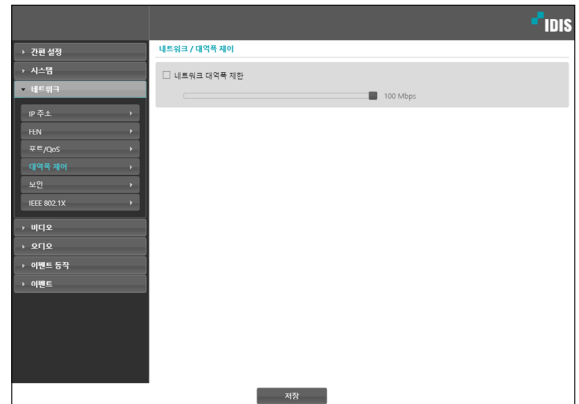 IDIS
간편 설정
시스템
네트워크
IP 주소
FEN
포트/QoS
대역폭 제어
보안
IEEE 802.1X
비디오
오디오
이벤트 동작
이벤트
네트워크 / 대역폭 제어
네트워크 대역폭 제한
100 Mbps
저장